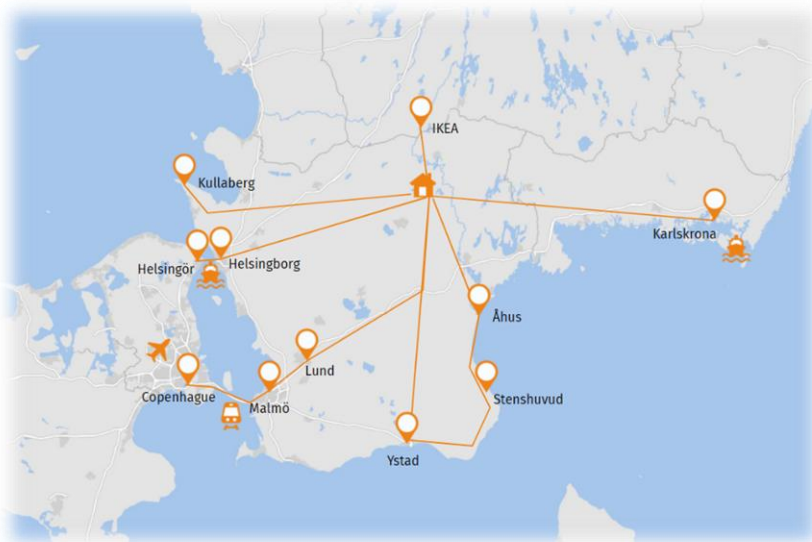 IKEA
Kullaberg
Karlskrona
Helsingör
Helsingborg
Åhus
Lund
Copenhague
Malmö
Stenshuvud
Ystad